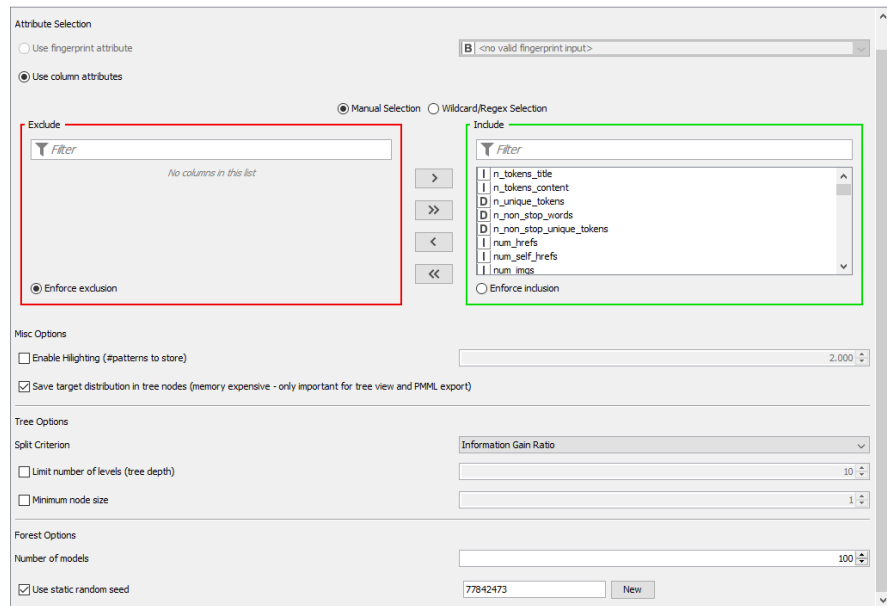 Attribute Selection
Use fingerprint attribute B <no valid fingerprint input>
Use column attributes
Manual Selection Wildcard/Regex Selection
Exclude
Filter
No columns in this list
Enforce exclusion
>
>>
<
<<
Include
Filter
I n_tokens_title
I n_tokens_content
D n_unique_tokens
D n_non_stop_words
D n_non_stop_unique_tokens
I num_hrefs
I num_self_hrefs
I num_imgs
Enforce inclusion
Misc Options
Enable Hilighting (#patterns to store) 2.000
Save target distribution in tree nodes (memory expensive - only important for tree view and PMML export)
Tree Options
Split Criterion Information Gain Ratio
Limit number of levels (tree depth) 10
Minimum node size 1
Forest Options
Number of models 100
Use static random seed 77842473 New